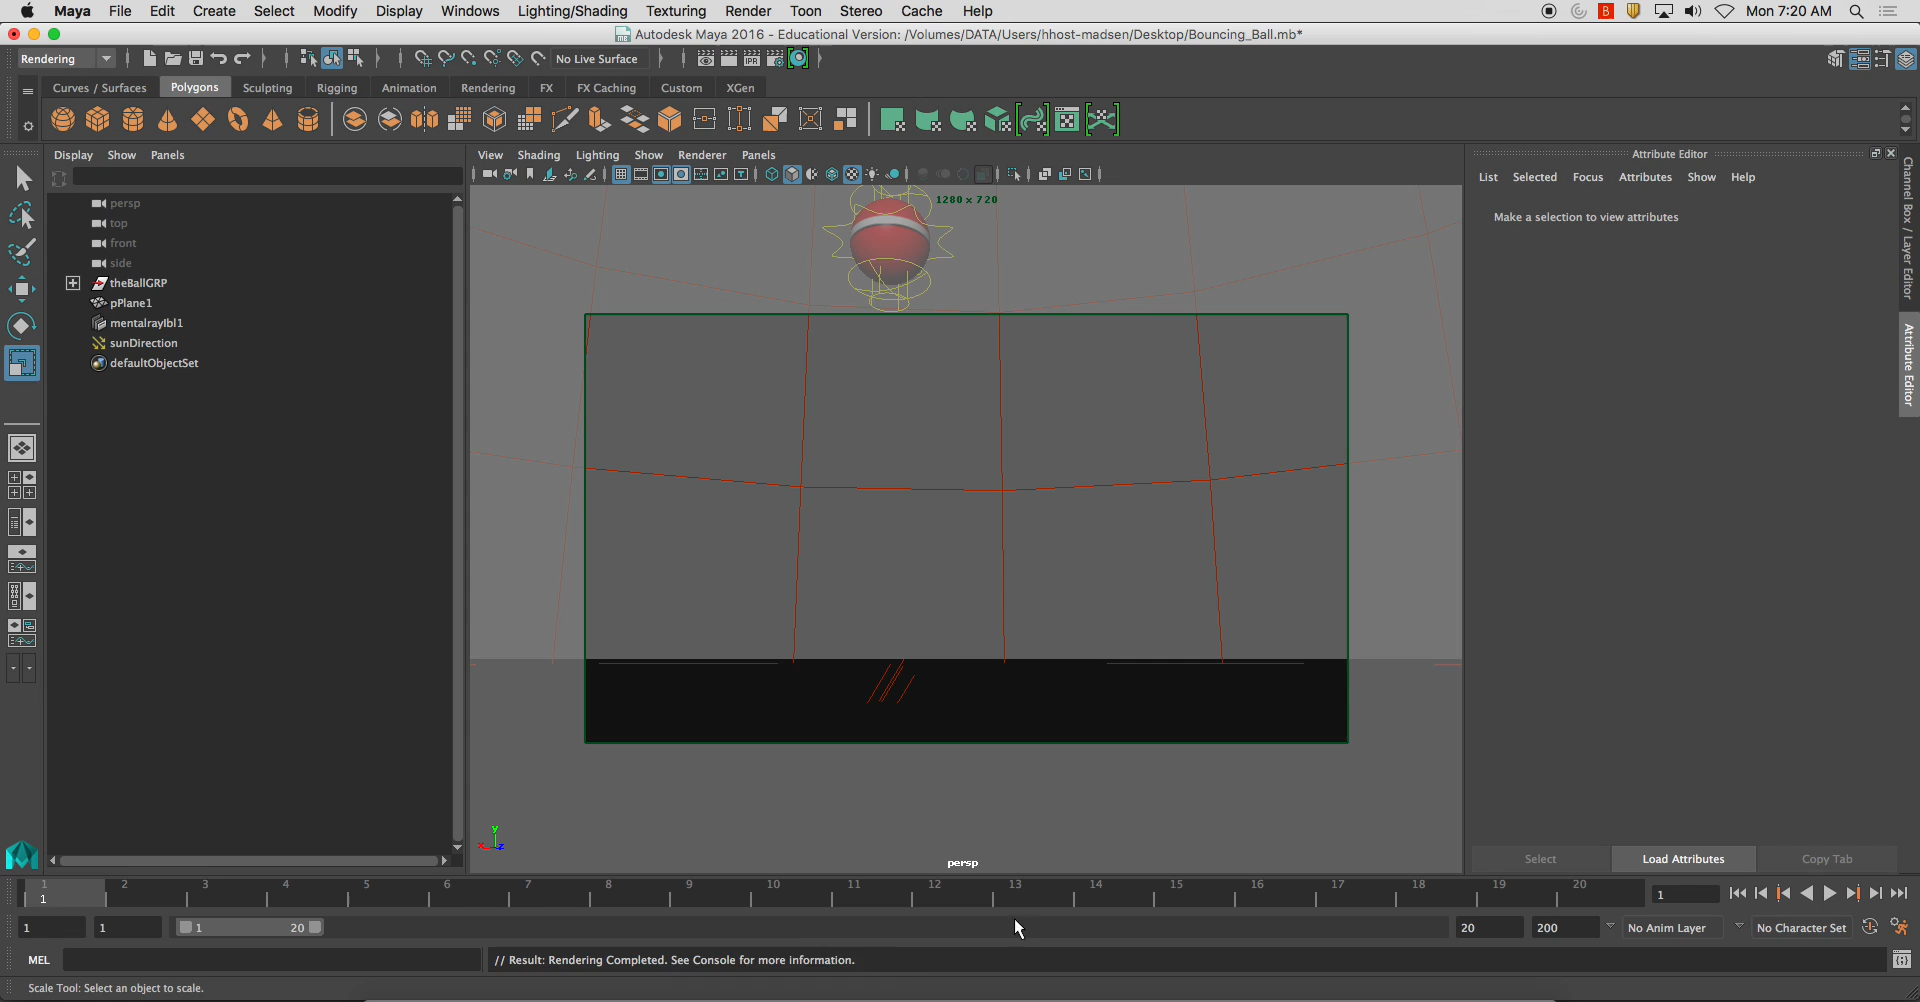 Maya File Edit Create Select Modify Display Windows Lighting/Shading Texturing Render Toon Stereo Cache Help Mon 7:20 AM
Autodesk Maya 2016 - Educational Version: /Volumes/DATA/Users/hhost-madsen/Desktop/Bouncing_Ball.mb*
Rendering No Live Surface IPR
Curves / Surfaces Polygons Sculpting Rigging Animation Rendering FX FX Caching Custom XGen
Display Show Panels
View Shading Lighting Show Renderer Panels
Attribute Editor
List Selected Focus Attributes Show Help
Make a selection to view attributes
Channel Box / Layer Editor
Attribute Editor
persp
top
front
side
theBallGRP
pPlane1
mentalrayIbl1
sunDirection
defaultObjectSet
1280 x 720
y
x z
persp
Select Load Attributes Copy Tab
1 2 3 4 5 6 7 8 9 10 11 12 13 14 15 16 17 18 19 20
1 1
1 1 1 20 20 200 No Anim Layer No Character Set
MEL // Result: Rendering Completed. See Console for more information.
Scale Tool: Select an object to scale.